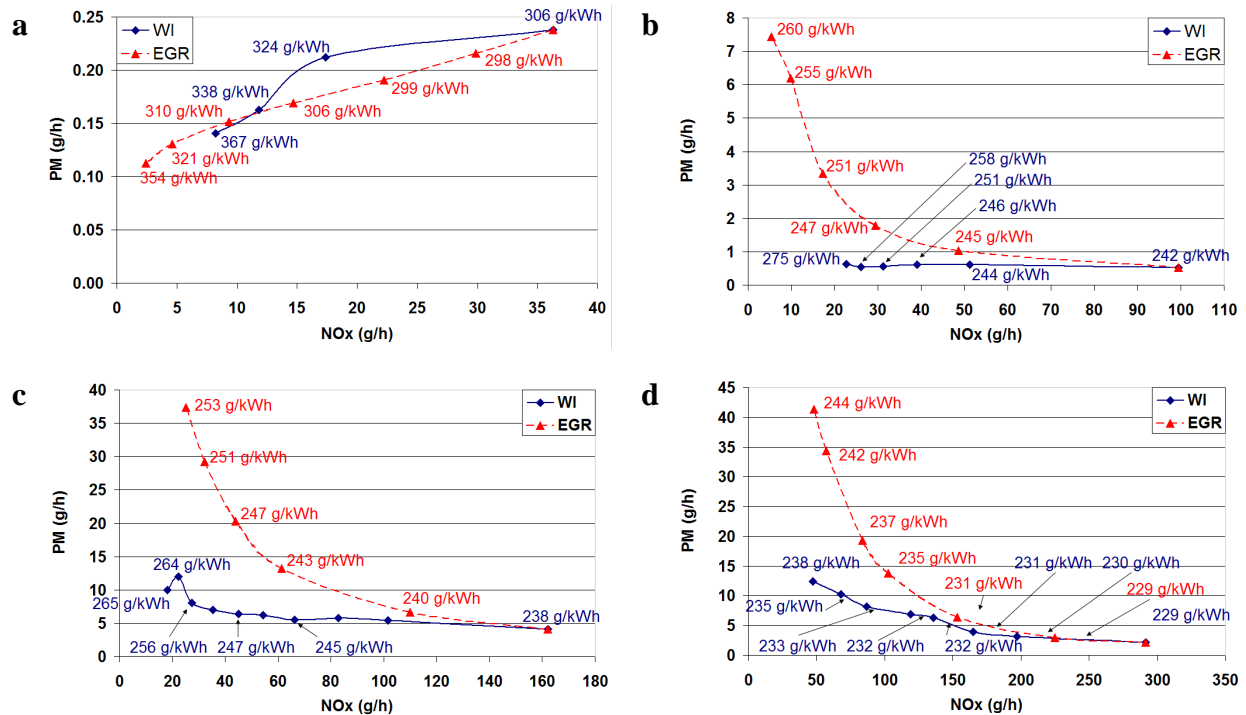 a
WI
EGR
306 g/kWh
324 g/kWh
298 g/kWh
338 g/kWh
299 g/kWh
310 g/kWh
306 g/kWh
367 g/kWh
321 g/kWh
354 g/kWh
PM (g/h)
0.25
0.20
0.15
0.10
0.05
0.00
0 5 10 15 20 25 30 35 40
NOx (g/h)
b
WI
EGR
260 g/kWh
255 g/kWh
258 g/kWh
251 g/kWh
251 g/kWh
246 g/kWh
247 g/kWh
245 g/kWh
275 g/kWh
242 g/kWh
244 g/kWh
PM (g/h)
8
7
6
5
4
3
2
1
0
0 10 20 30 40 50 60 70 80 90 100 110
NOx (g/h)
c
WI
EGR
253 g/kWh
251 g/kWh
247 g/kWh
243 g/kWh
264 g/kWh
240 g/kWh
265 g/kWh
238 g/kWh
256 g/kWh
247 g/kWh
245 g/kWh
PM (g/h)
40
35
30
25
20
15
10
5
0
0 20 40 60 80 100 120 140 160 180
NOx (g/h)
d
WI
EGR
244 g/kWh
242 g/kWh
237 g/kWh
235 g/kWh
238 g/kWh
231 g/kWh
230 g/kWh
231 g/kWh
229 g/kWh
235 g/kWh
229 g/kWh
233 g/kWh
232 g/kWh
232 g/kWh
PM (g/h)
45
40
35
30
25
20
15
10
5
0
0 50 100 150 200 250 300 350
NOx (g/h)